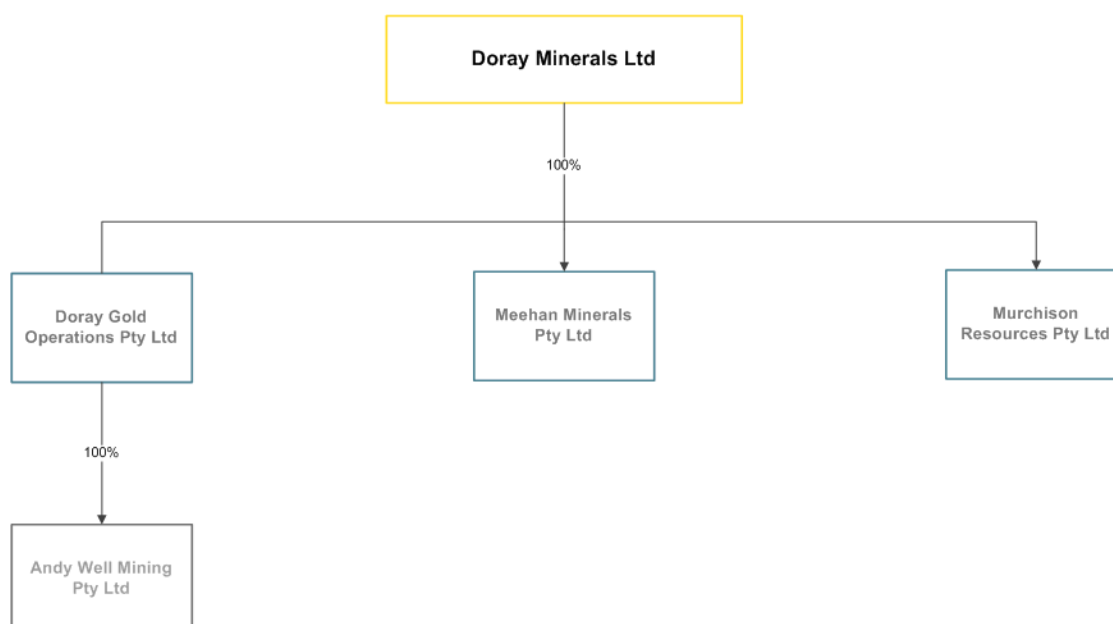 Doray Minerals Ltd
100%
Doray Gold
Operations Pty Ltd
Meehan Minerals
Pty Ltd
Murchison
Resources Pty Ltd
100%
Andy Well Mining
Pty Ltd